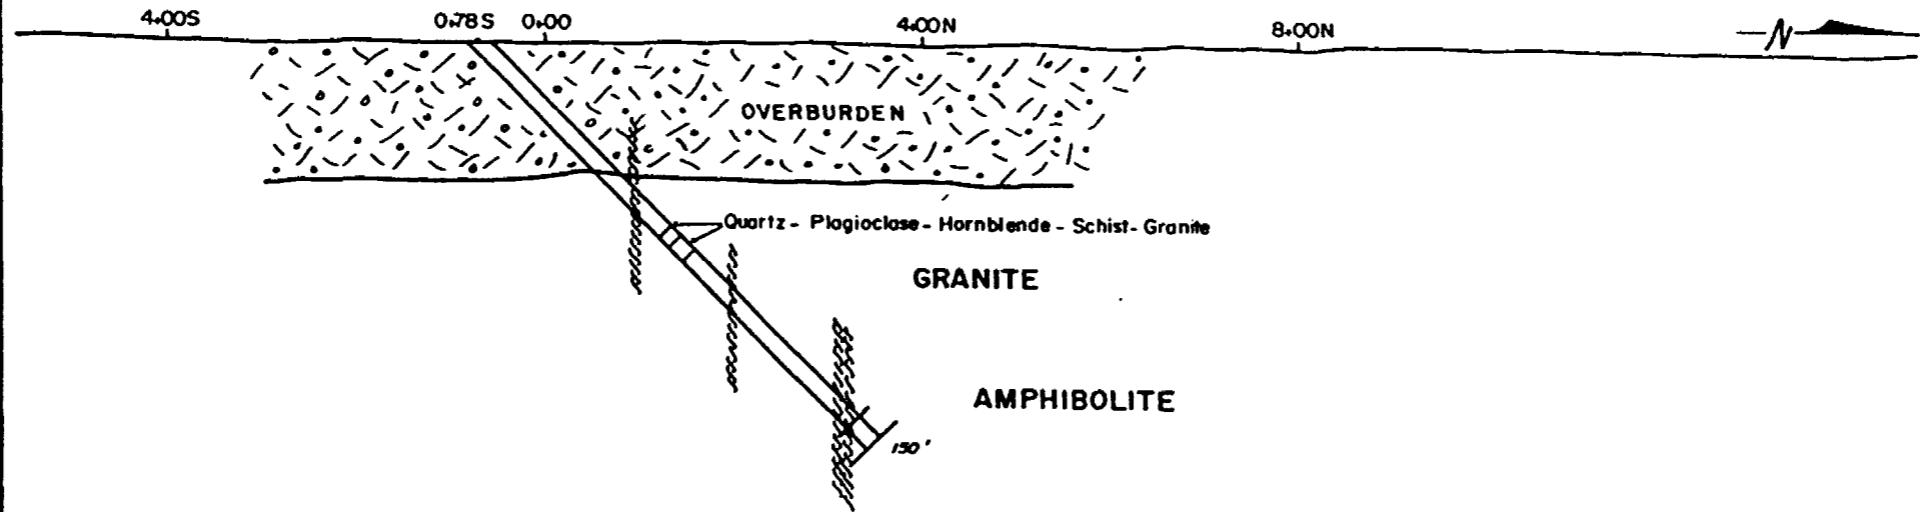 4+00S 0+78S 0+00 4+00N 8+00N N
OVERBURDEN
Quartz - Plagioclase - Hornblende - Schist - Granite
GRANITE
AMPHIBOLITE
150'